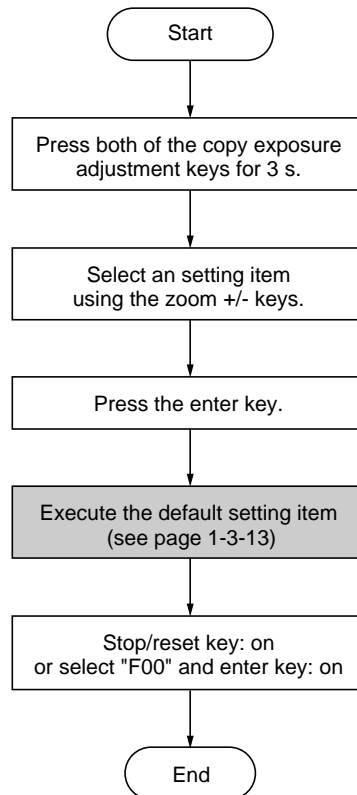 Start
Press both of the copy exposure
adjustment keys for 3 s.
Select an setting item
using the zoom +/- keys.
Press the enter key.
Execute the default setting item
(see page 1-3-13)
Stop/reset key: on
or select "F00" and enter key: on
End